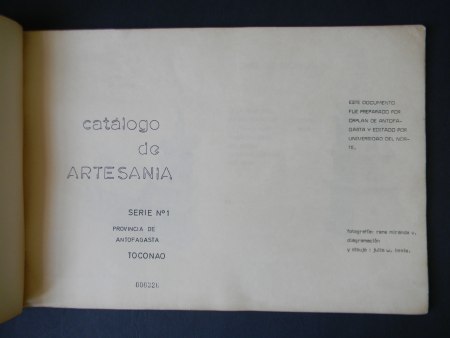 catálogo
de
ARTESANIA
SERIE Nº1
PROVINCIA DE
ANTOFAGASTA
TOCONAO
ESTE DOCUMENTO
FUE PREPARADO POR
ORPLAN DE ANTOFA-
GASTA Y EDITADO POR
UNIVERSIDAD DEL NOR-
TE.
fotografía: rene miranda v.
diagramación
y dibujo : julio w.